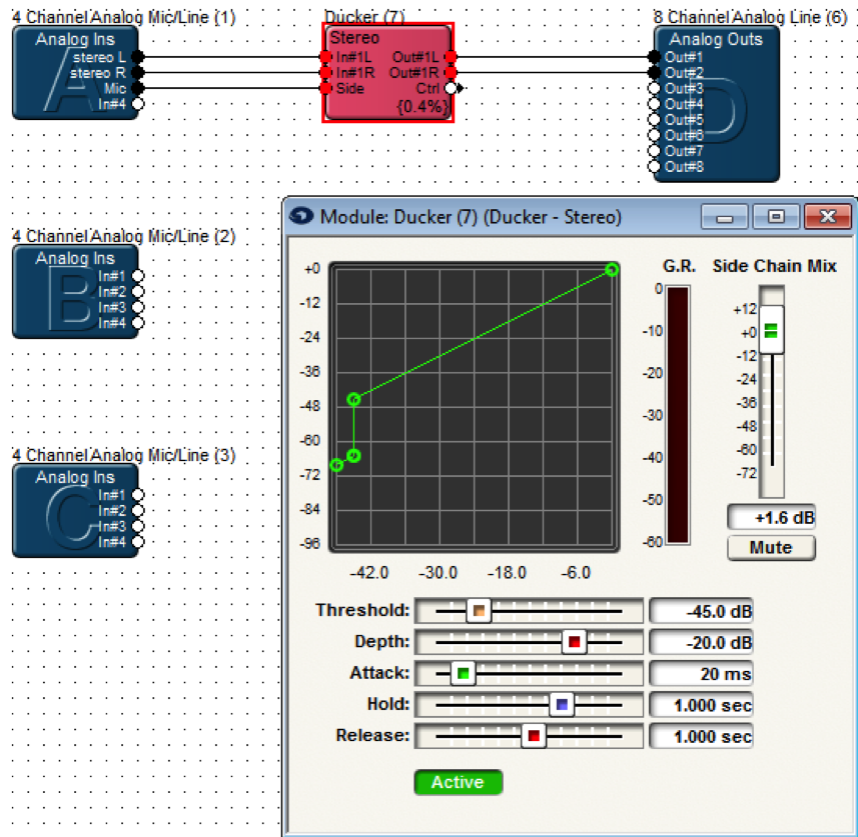 4 Channel Analog Mic/Line (1)
Analog Ins
A
stereo L
stereo R
Mic
In#4
Ducker (7)
Stereo
In#1L Out#1L
In#1R Out#1R
Side Ctrl
{0.4%}
8 Channel Analog Line (6)
Analog Outs
D
Out#1
Out#2
Out#3
Out#4
Out#5
Out#6
Out#7
Out#8
4 Channel Analog Mic/Line (2)
Analog Ins
B
In#1
In#2
In#3
In#4
4 Channel Analog Mic/Line (3)
Analog Ins
C
In#1
In#2
In#3
In#4
Module: Ducker (7) (Ducker - Stereo)
+0
-12
-24
-36
-48
-60
-72
-84
-96
-42.0 -30.0 -18.0 -6.0
G.R.
0
-10
-20
-30
-40
-50
-60
Side Chain Mix
+12
+0
-12
-24
-36
-48
-60
-72
+1.6 dB
Mute
Threshold: -45.0 dB
Depth: -20.0 dB
Attack: 20 ms
Hold: 1.000 sec
Release: 1.000 sec
Active